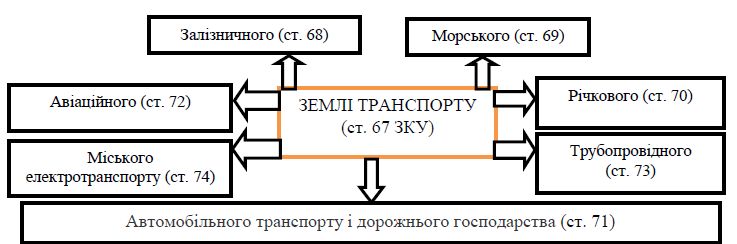 Залізничного (ст. 68)
Морського (ст. 69)
Авіаційного (ст. 72)
ЗЕМЛІ ТРАНСПОРТУ
(ст. 67 ЗКУ)
Річкового (ст. 70)
Міського
електротранспорту (ст. 74)
Трубопровідного
(ст. 73)
Автомобільного транспорту і дорожнього господарства (ст. 71)